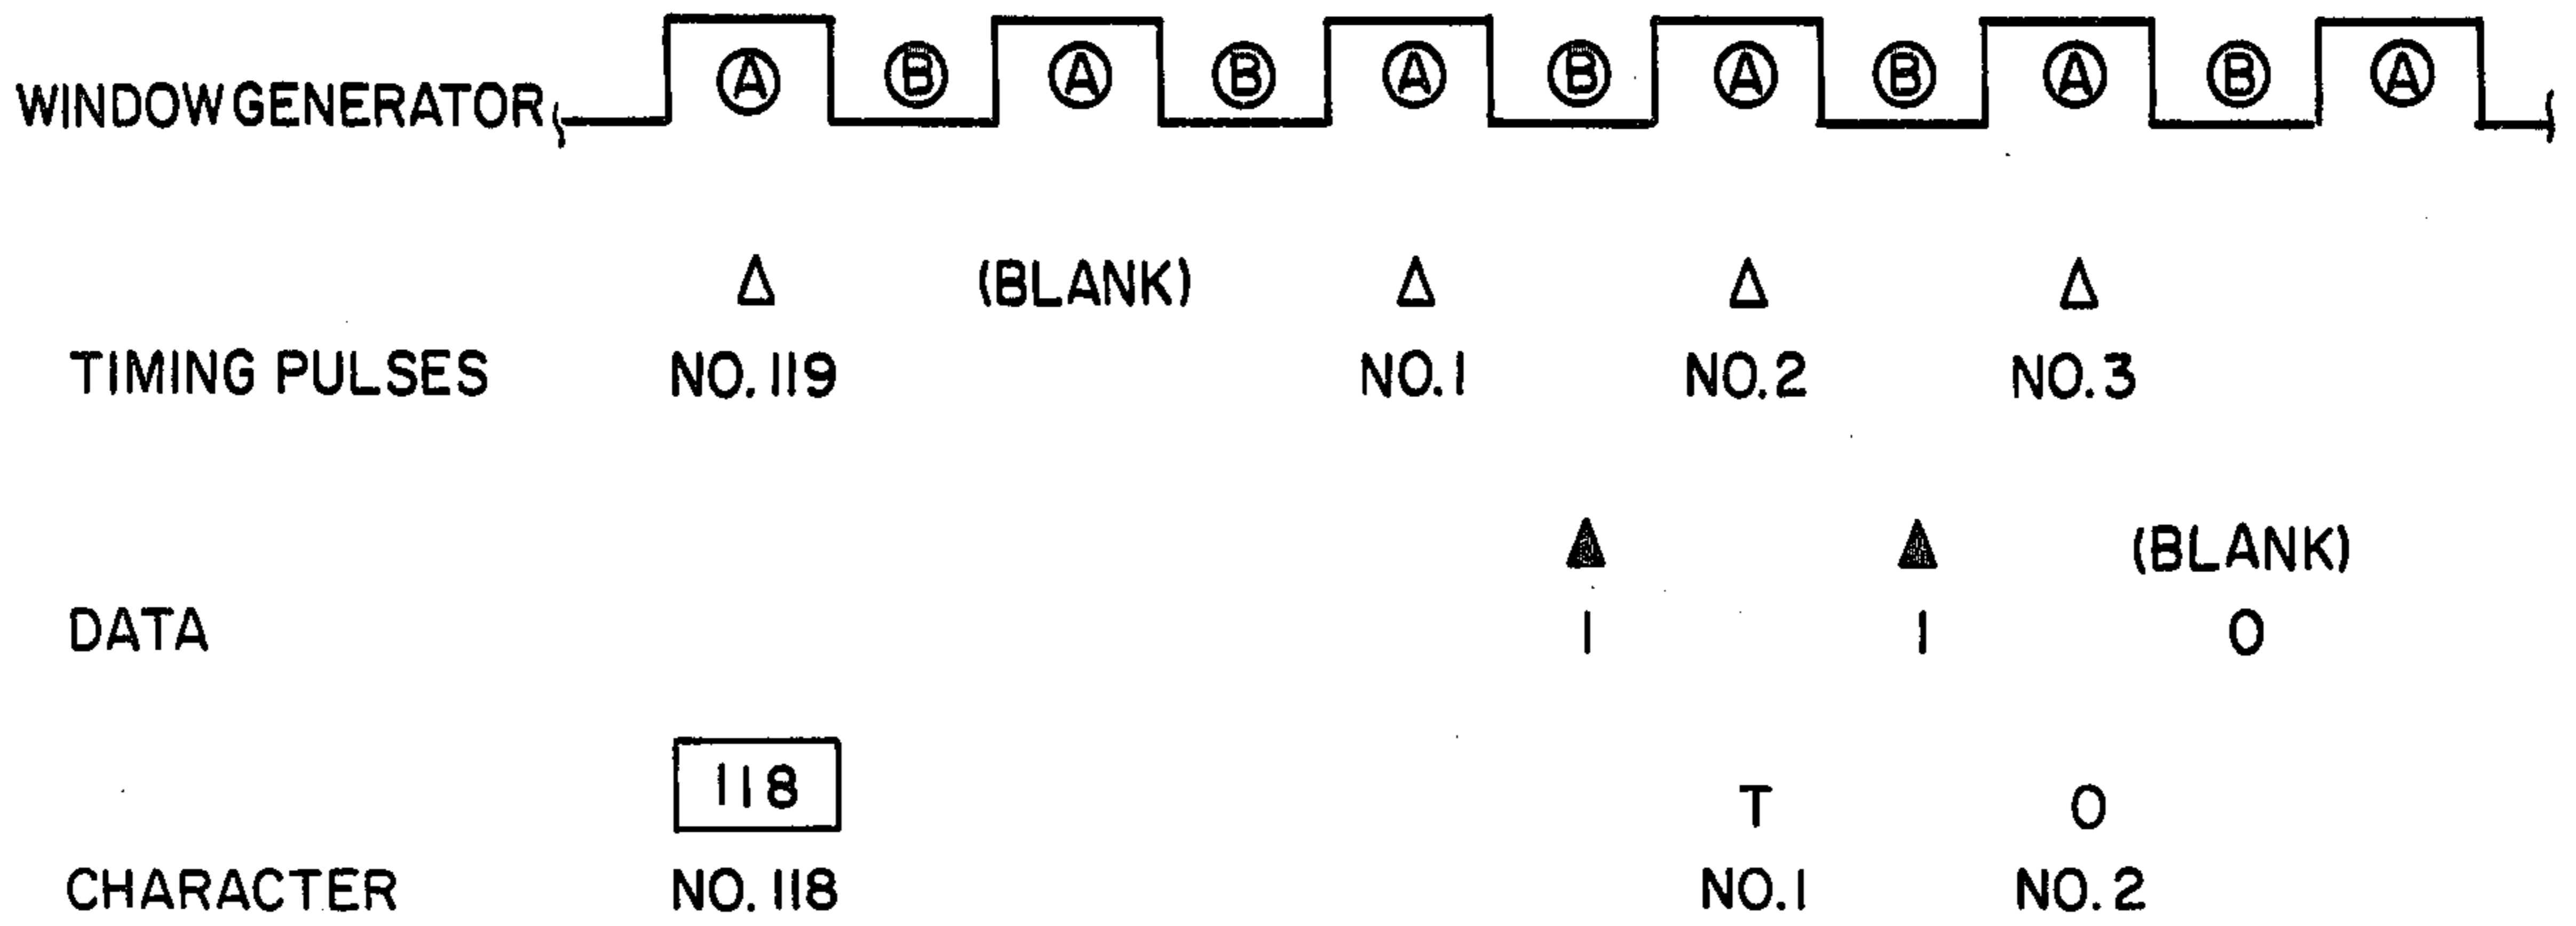 WINDOW GENERATOR A B A B A B A B A B A
(BLANK)
TIMING PULSES NO. 119 NO. 1 NO. 2 NO. 3
(BLANK)
DATA 1 1 0
118 T O
CHARACTER NO. 118 NO. 1 NO. 2